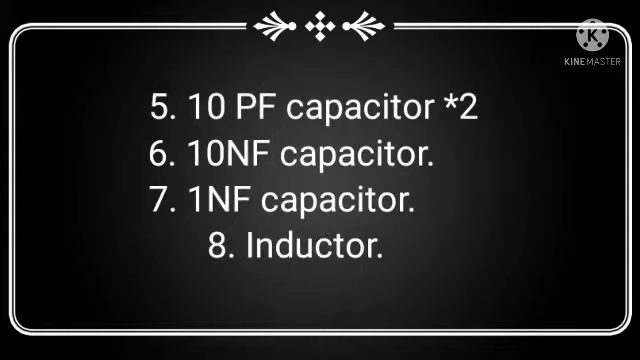 K
KINEMASTER
5. 10 PF capacitor *2
6. 10NF capacitor.
7. 1NF capacitor.
8. Inductor.